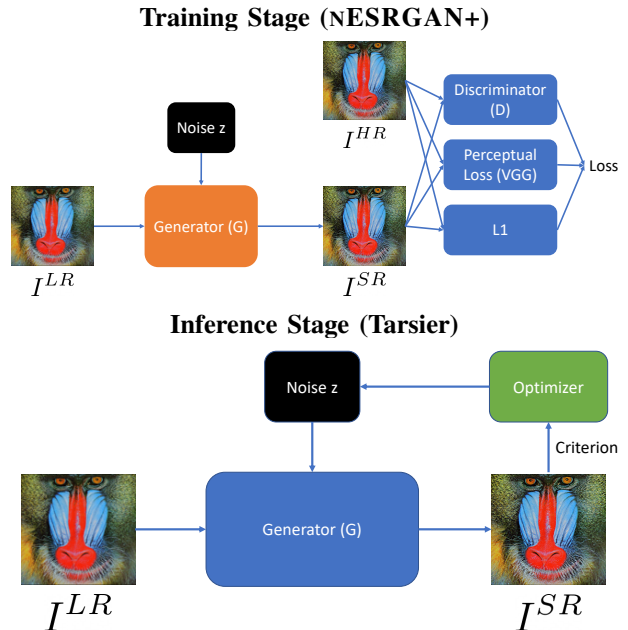 Training Stage (NESRGAN+)
Noise z
I^{HR}
Discriminator
(D)
Perceptual
Loss (VGG)
Loss
Generator (G)
L1
I^{LR}
I^{SR}
Inference Stage (Tarsier)
Noise z
Optimizer
Criterion
Generator (G)
I^{LR}
I^{SR}